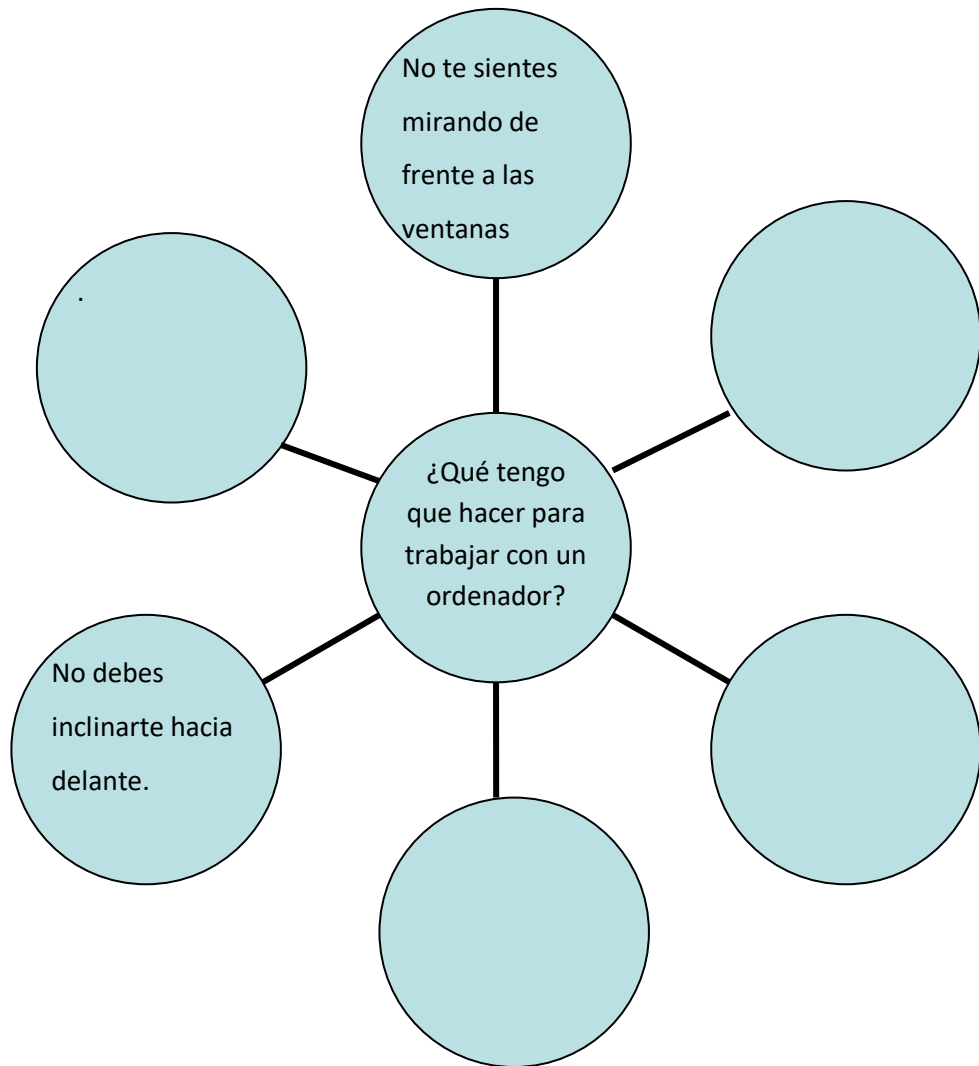 No te sientes
mirando de
frente a las
ventanas
.
¿Qué tengo
que hacer para
trabajar con un
ordenador?
No debes
inclinarte hacia
delante.